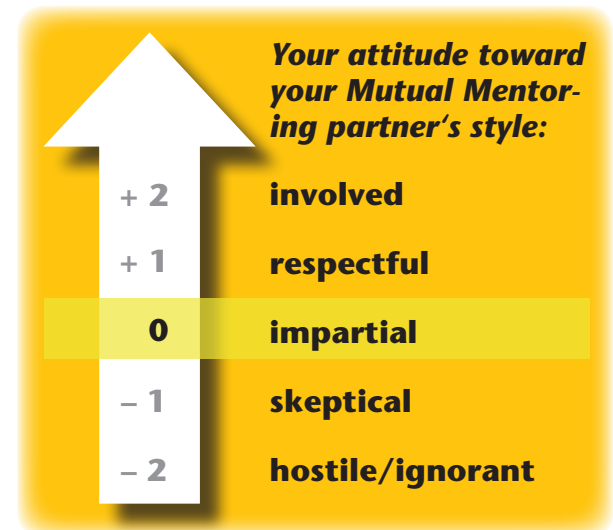 Your attitude toward
your Mutual Mentor-
ing partner's style:
+ 2 involved
+ 1 respectful
0 impartial
– 1 skeptical
– 2 hostile/ignorant